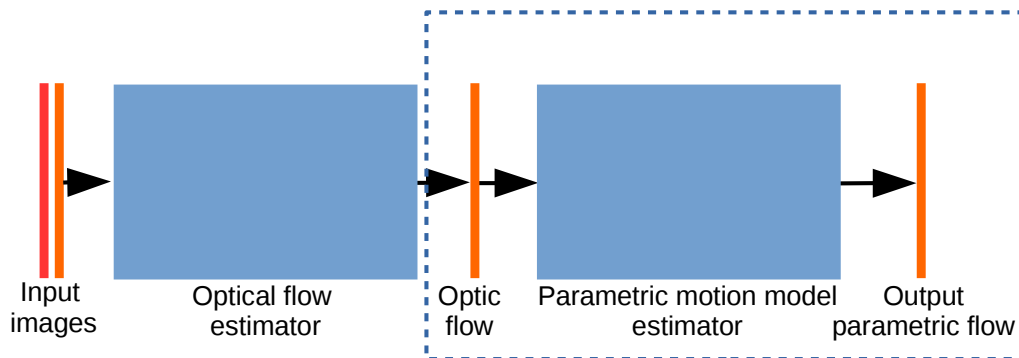 Input
images
Optical flow
estimator
Optic
flow
Parametric motion model
estimator
Output
parametric flow